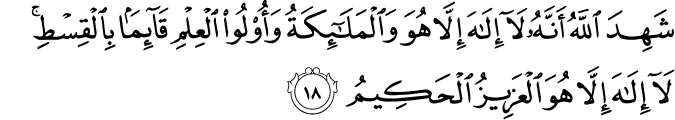 شَهِدَ ٱللَّهُ أَنَّهُۥ لَآ إِلَٰهَ إِلَّا هُوَ وَٱلْمَلَٰٓئِكَةُ وَأُو۟لُوا۟ ٱلْعِلْمِ قَآئِمًۢا بِٱلْقِسْطِ ۚ
لَآ إِلَٰهَ إِلَّا هُوَ ٱلْعَزِيزُ ٱلْحَكِيمُ ١٨